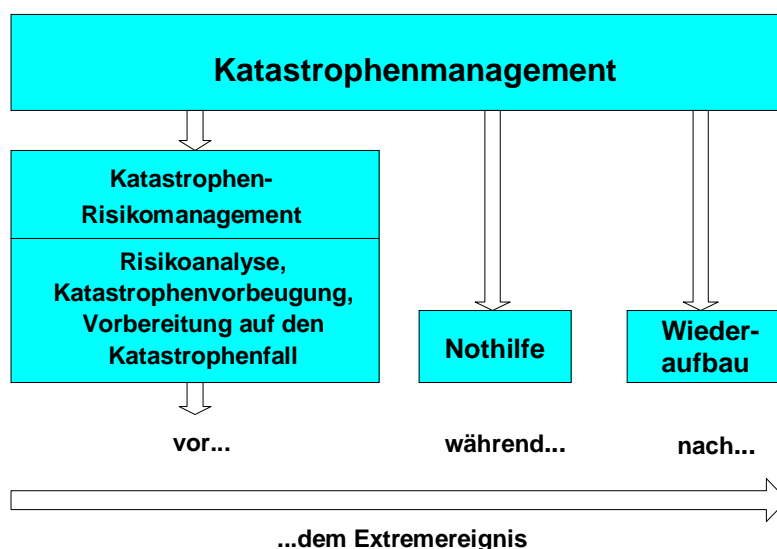 Katastrophenmanagement
Katastrophen-
Risikomanagement
Risikoanalyse,
Katastrophenvorbeugung,
Vorbereitung auf den
Katastrophenfall
Nothilfe
Wieder-
aufbau
vor...
während...
nach...
...dem Extremereignis